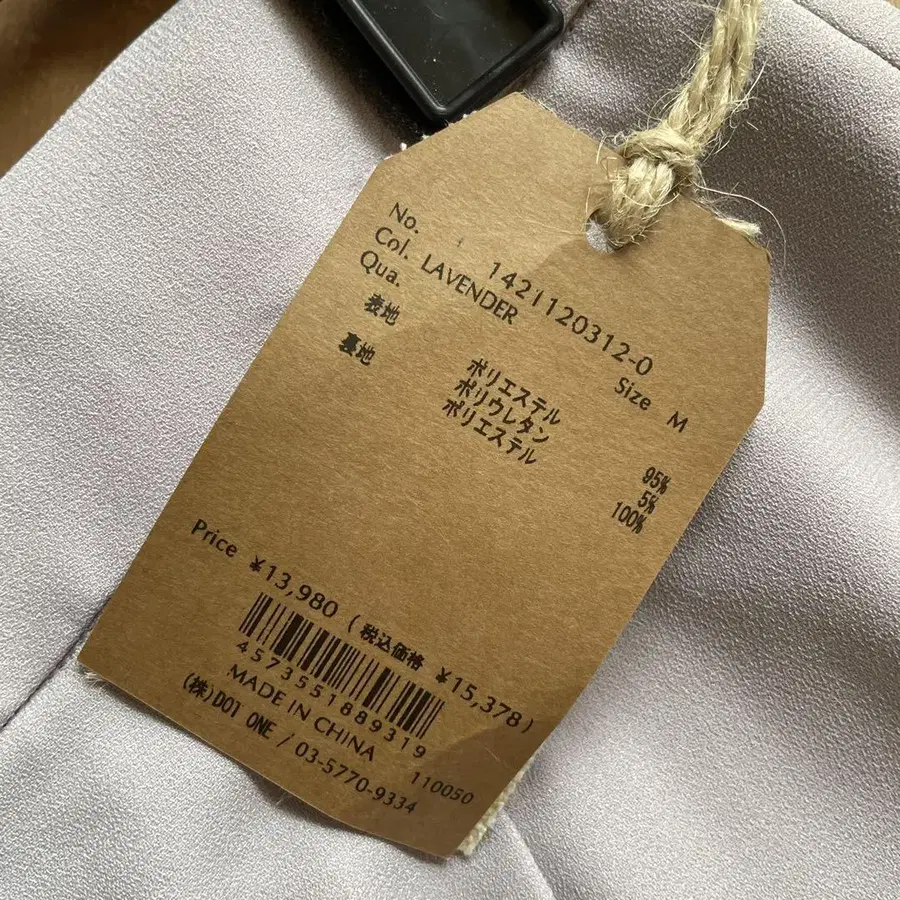 No. 1421120312-0
Col. LAVENDER Size M
Qua.
表地 ポリエステル 95%
ポリウレタン 5%
裏地 ポリエステル 100%
Price ¥13,980 (税込価格 ¥15,378)
4573551889319
MADE IN CHINA 110050
(株)DOT ONE / 03-5770-9334